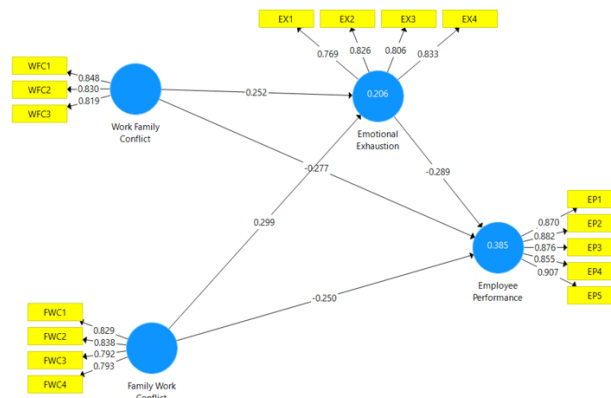 EX1
EX2
EX3
EX4
0.769
0.826
0.806
0.833
WFC1
WFC2
WFC3
0.848
0.830
0.819
Work Family
Conflict
0.252
0.206
Emotional
Exhaustion
-0.277
-0.289
0.299
EP1
EP2
EP3
EP4
EP5
0.870
0.882
0.876
0.855
0.907
0.385
Employee
Performance
-0.250
FWC1
FWC2
FWC3
FWC4
0.829
0.838
0.792
0.793
Family Work
Conflict